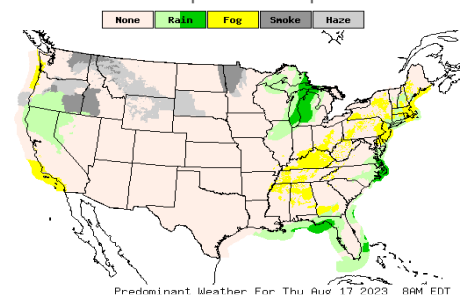 None Rain Fog Smoke Haze
Predominant Weather For Thu Aug 17 2023 8AM EDT